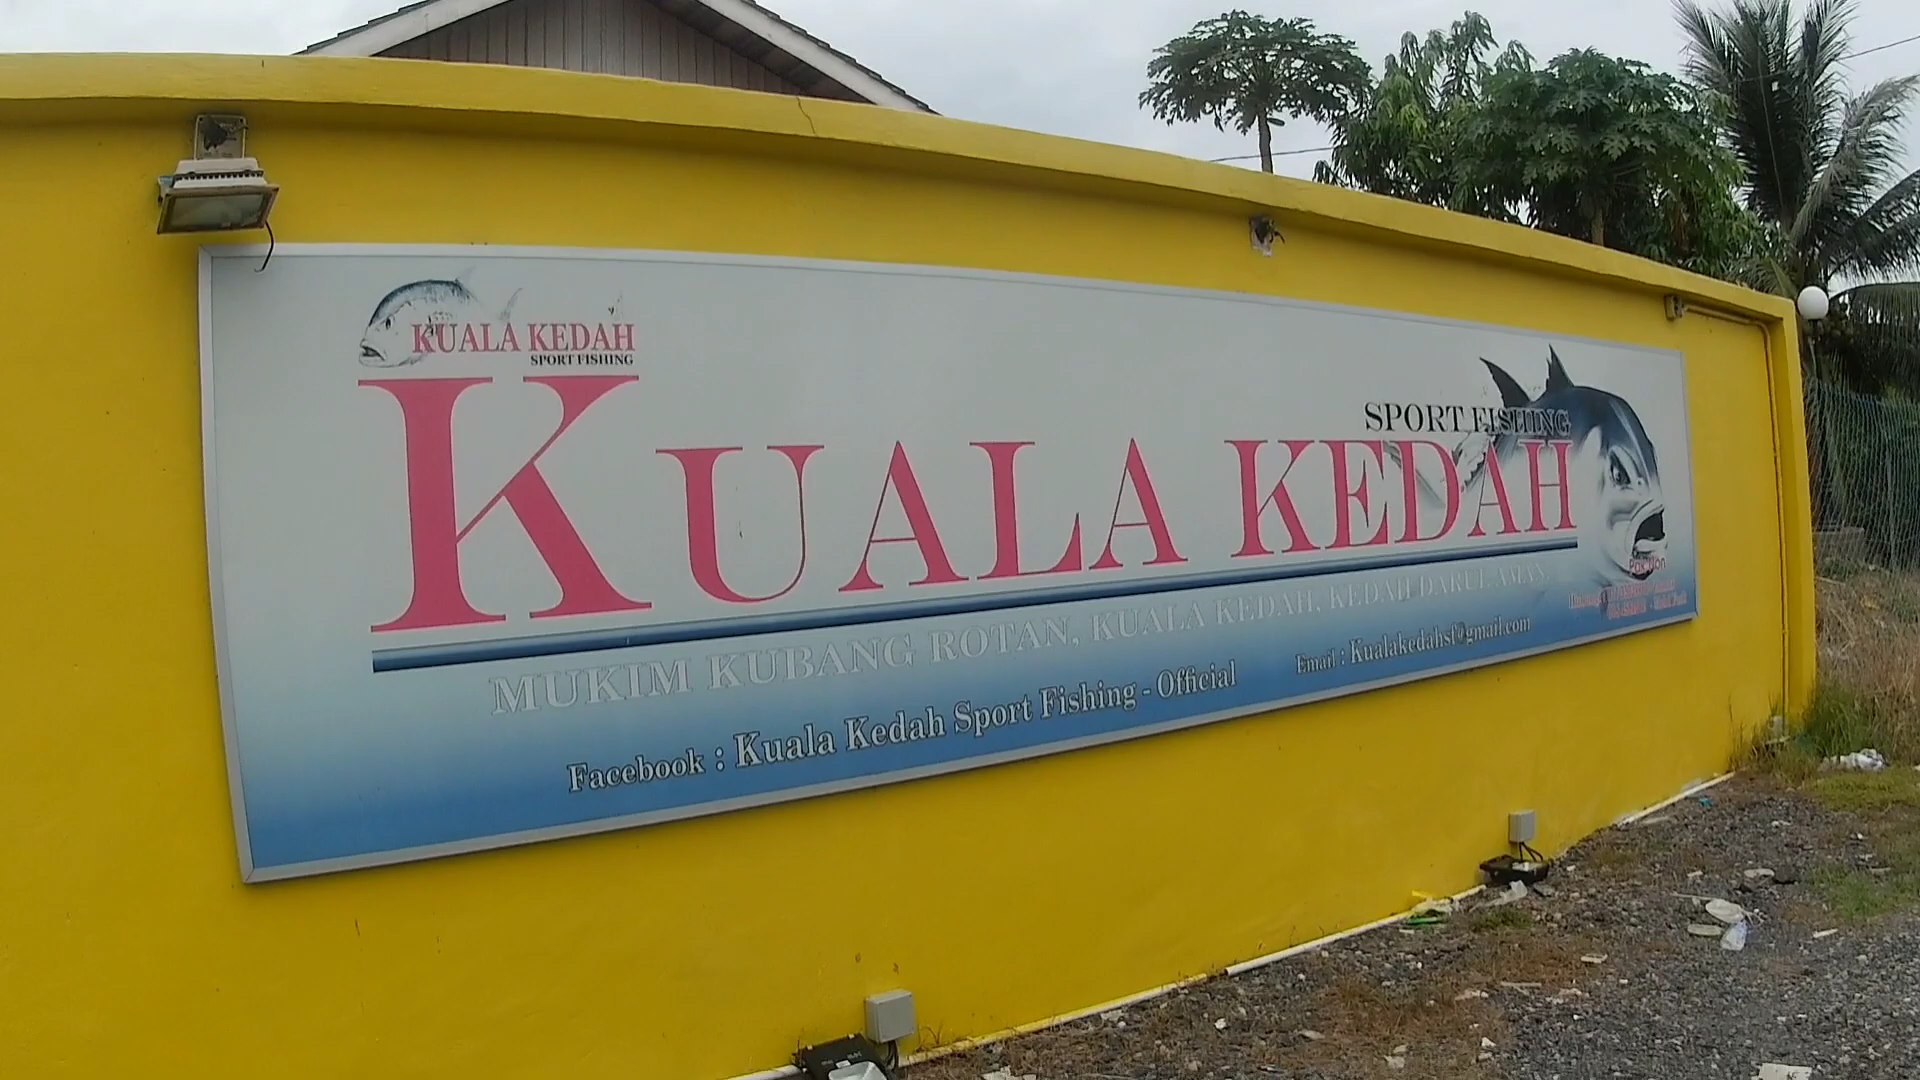 KUALA KEDAH
SPORT FISHING
SPORT FISHING
KUALA KEDAH
MUKIM KUBANG ROTAN, KUALA KEDAH, KEDAH DARUL AMAN.
Facebook : Kuala Kedah Sport Fishing - Official
Email : Kualakedahsf@gmail.com